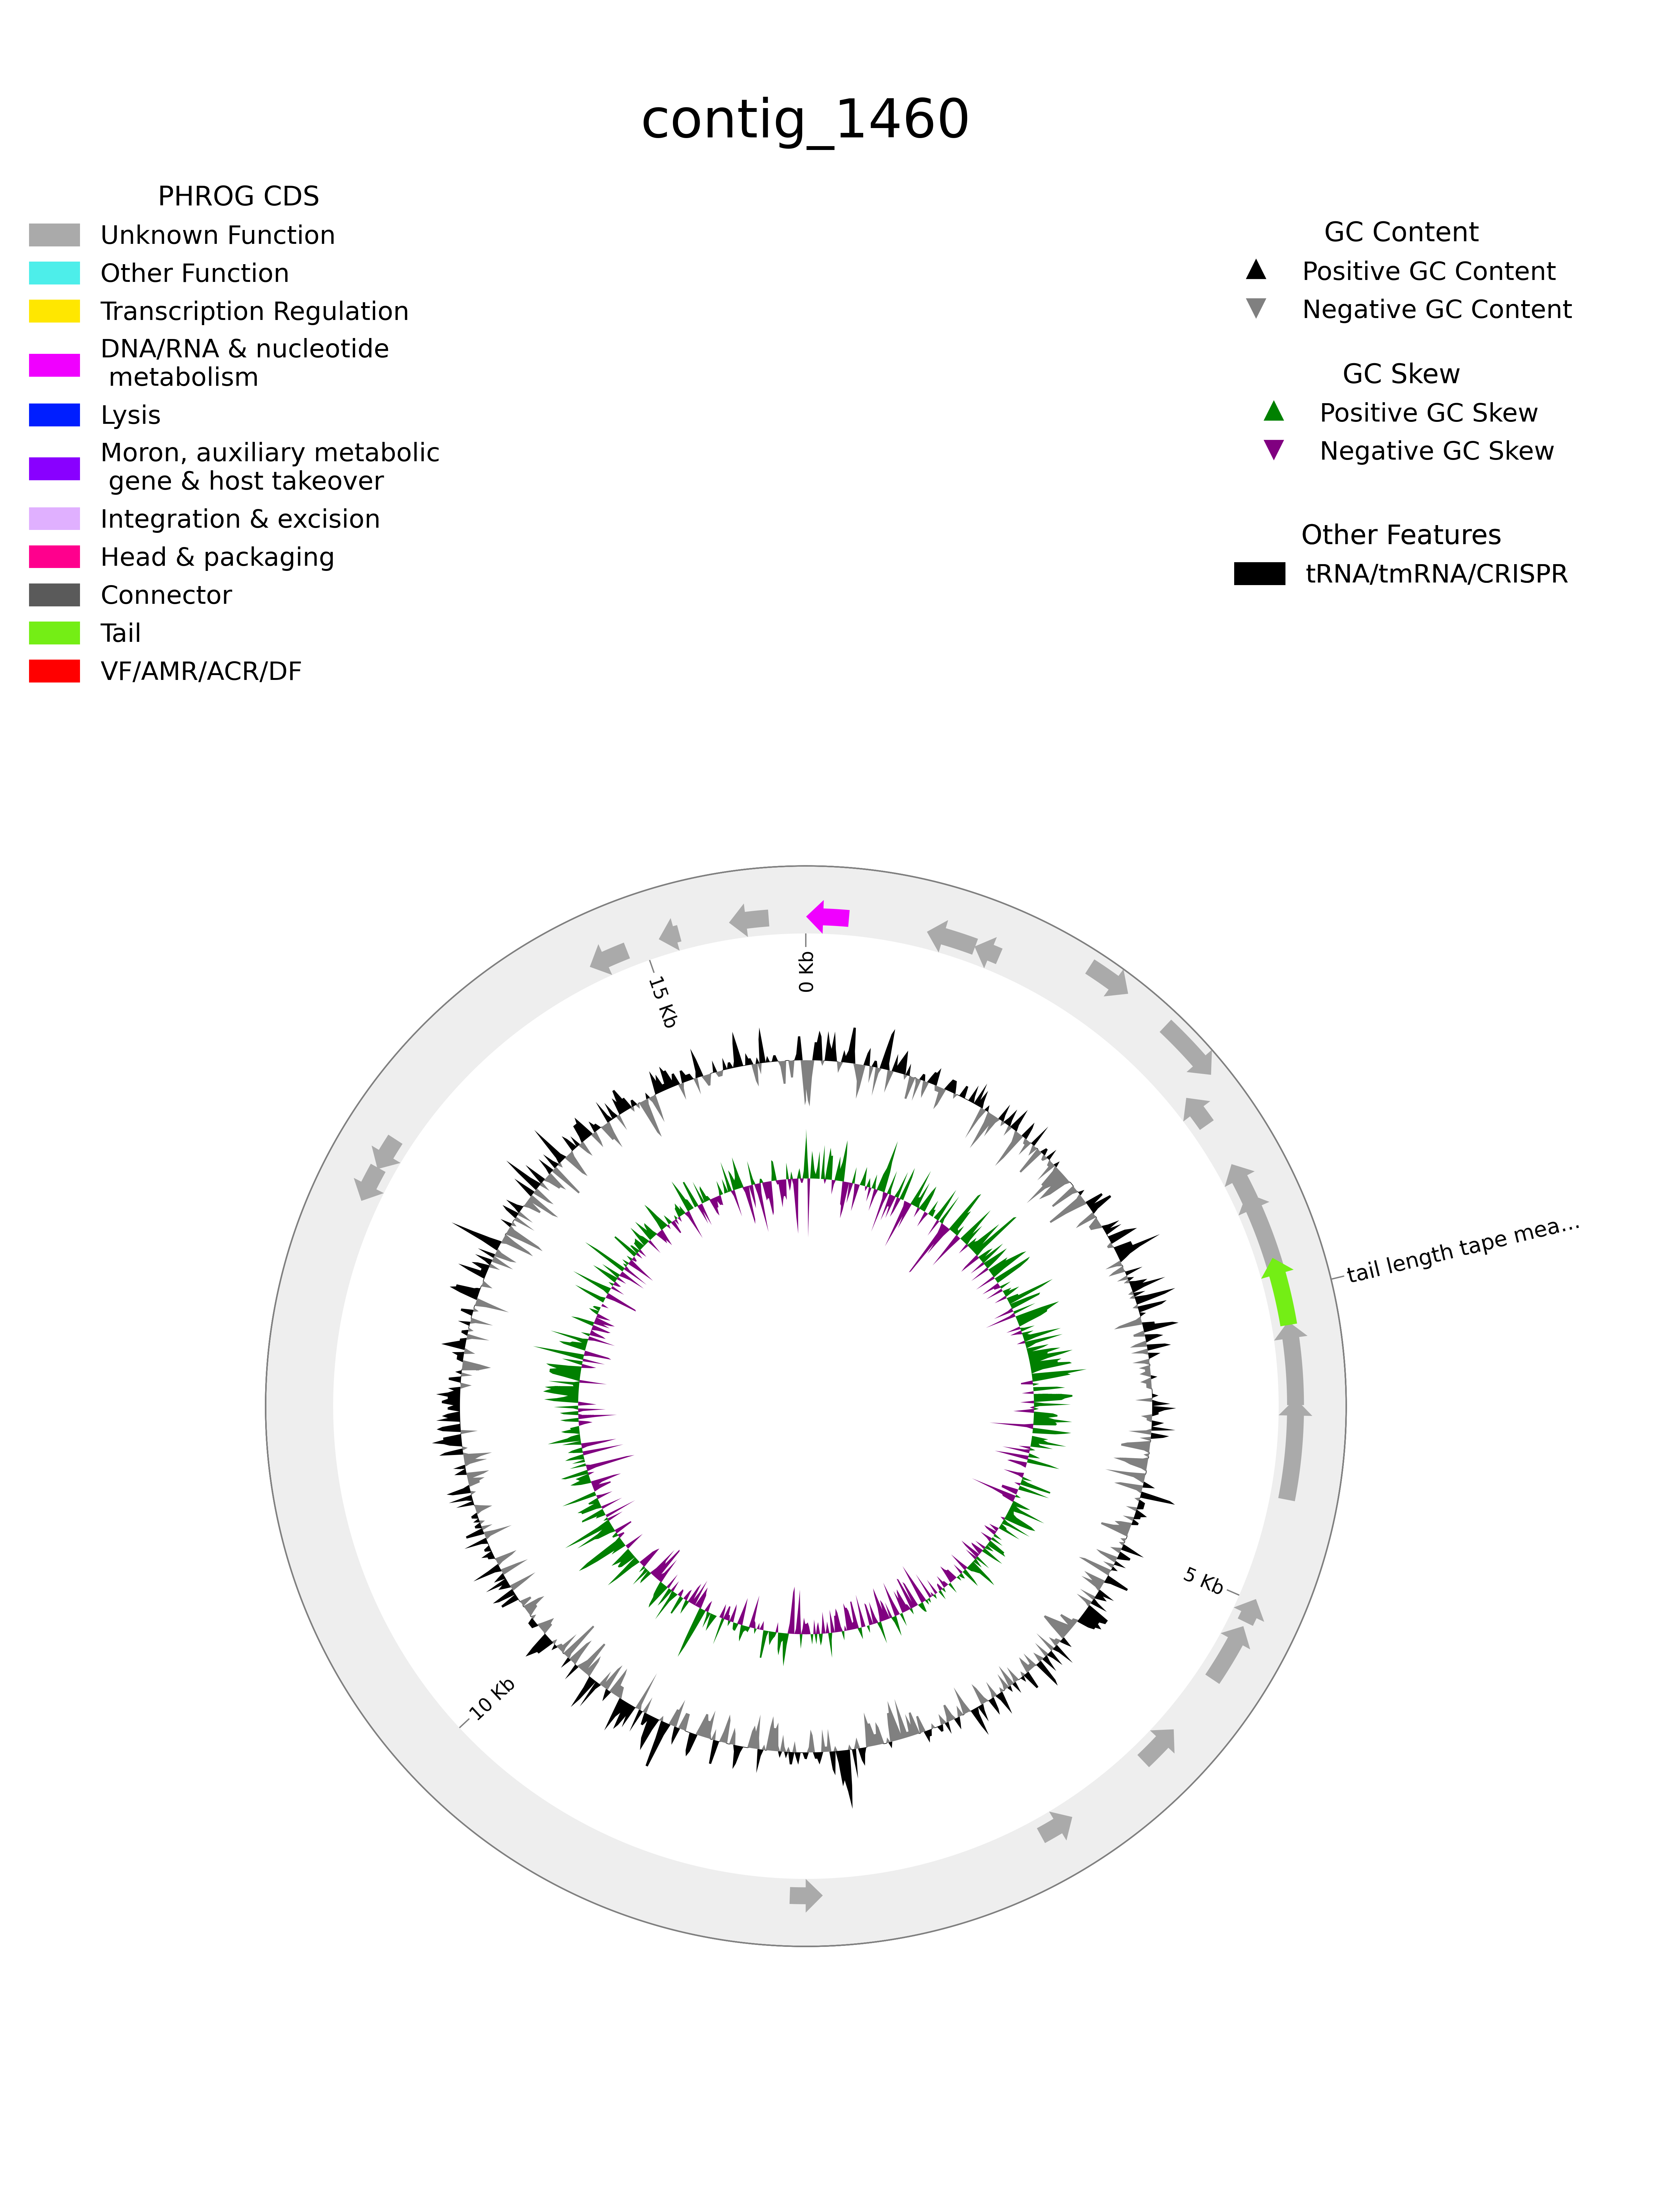 contig_1460
PHROG CDS
Unknown Function
Other Function
Transcription Regulation
DNA/RNA & nucleotide
metabolism
Lysis
Moron, auxiliary metabolic
gene & host takeover
Integration & excision
Head & packaging
Connector
Tail
VF/AMR/ACR/DF
GC Content
Positive GC Content
Negative GC Content
GC Skew
Positive GC Skew
Negative GC Skew
Other Features
tRNA/tmRNA/CRISPR
0 Kb
15 Kb
tail length tape mea...
5 Kb
10 Kb